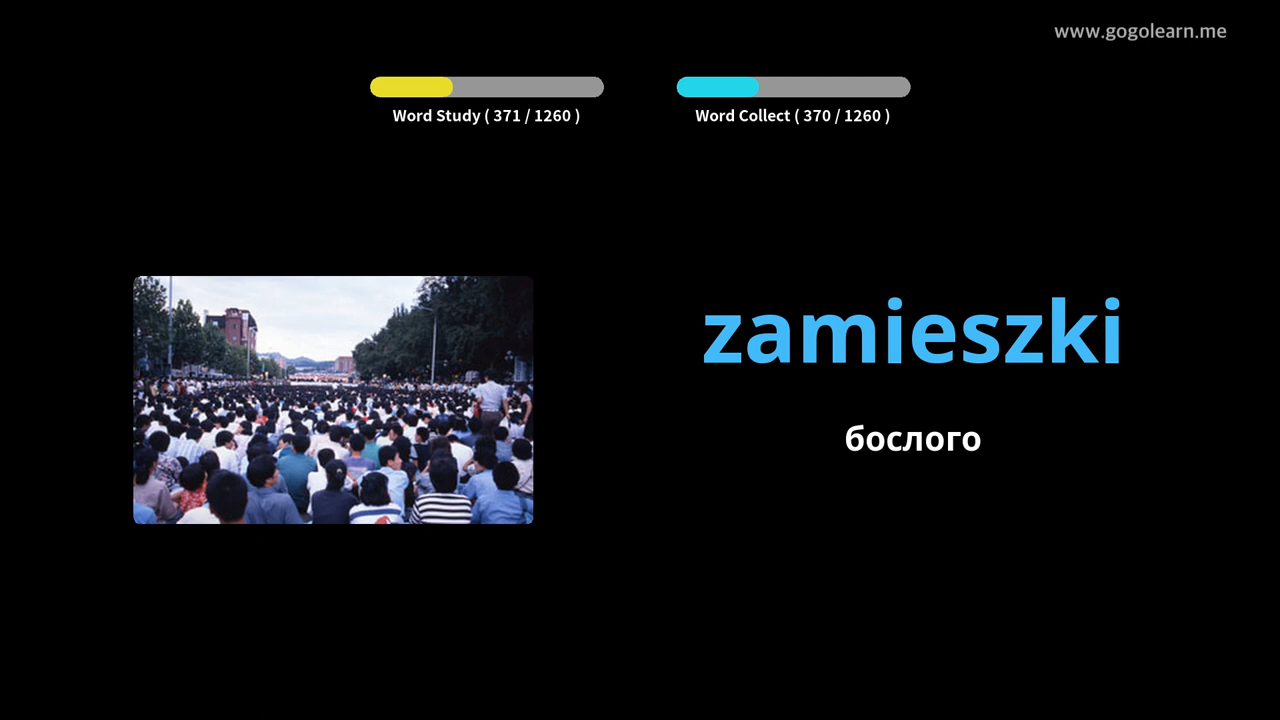 www.gogolearn.me
Word Study ( 371 / 1260 )
Word Collect ( 370 / 1260 )
zamieszki
бослого